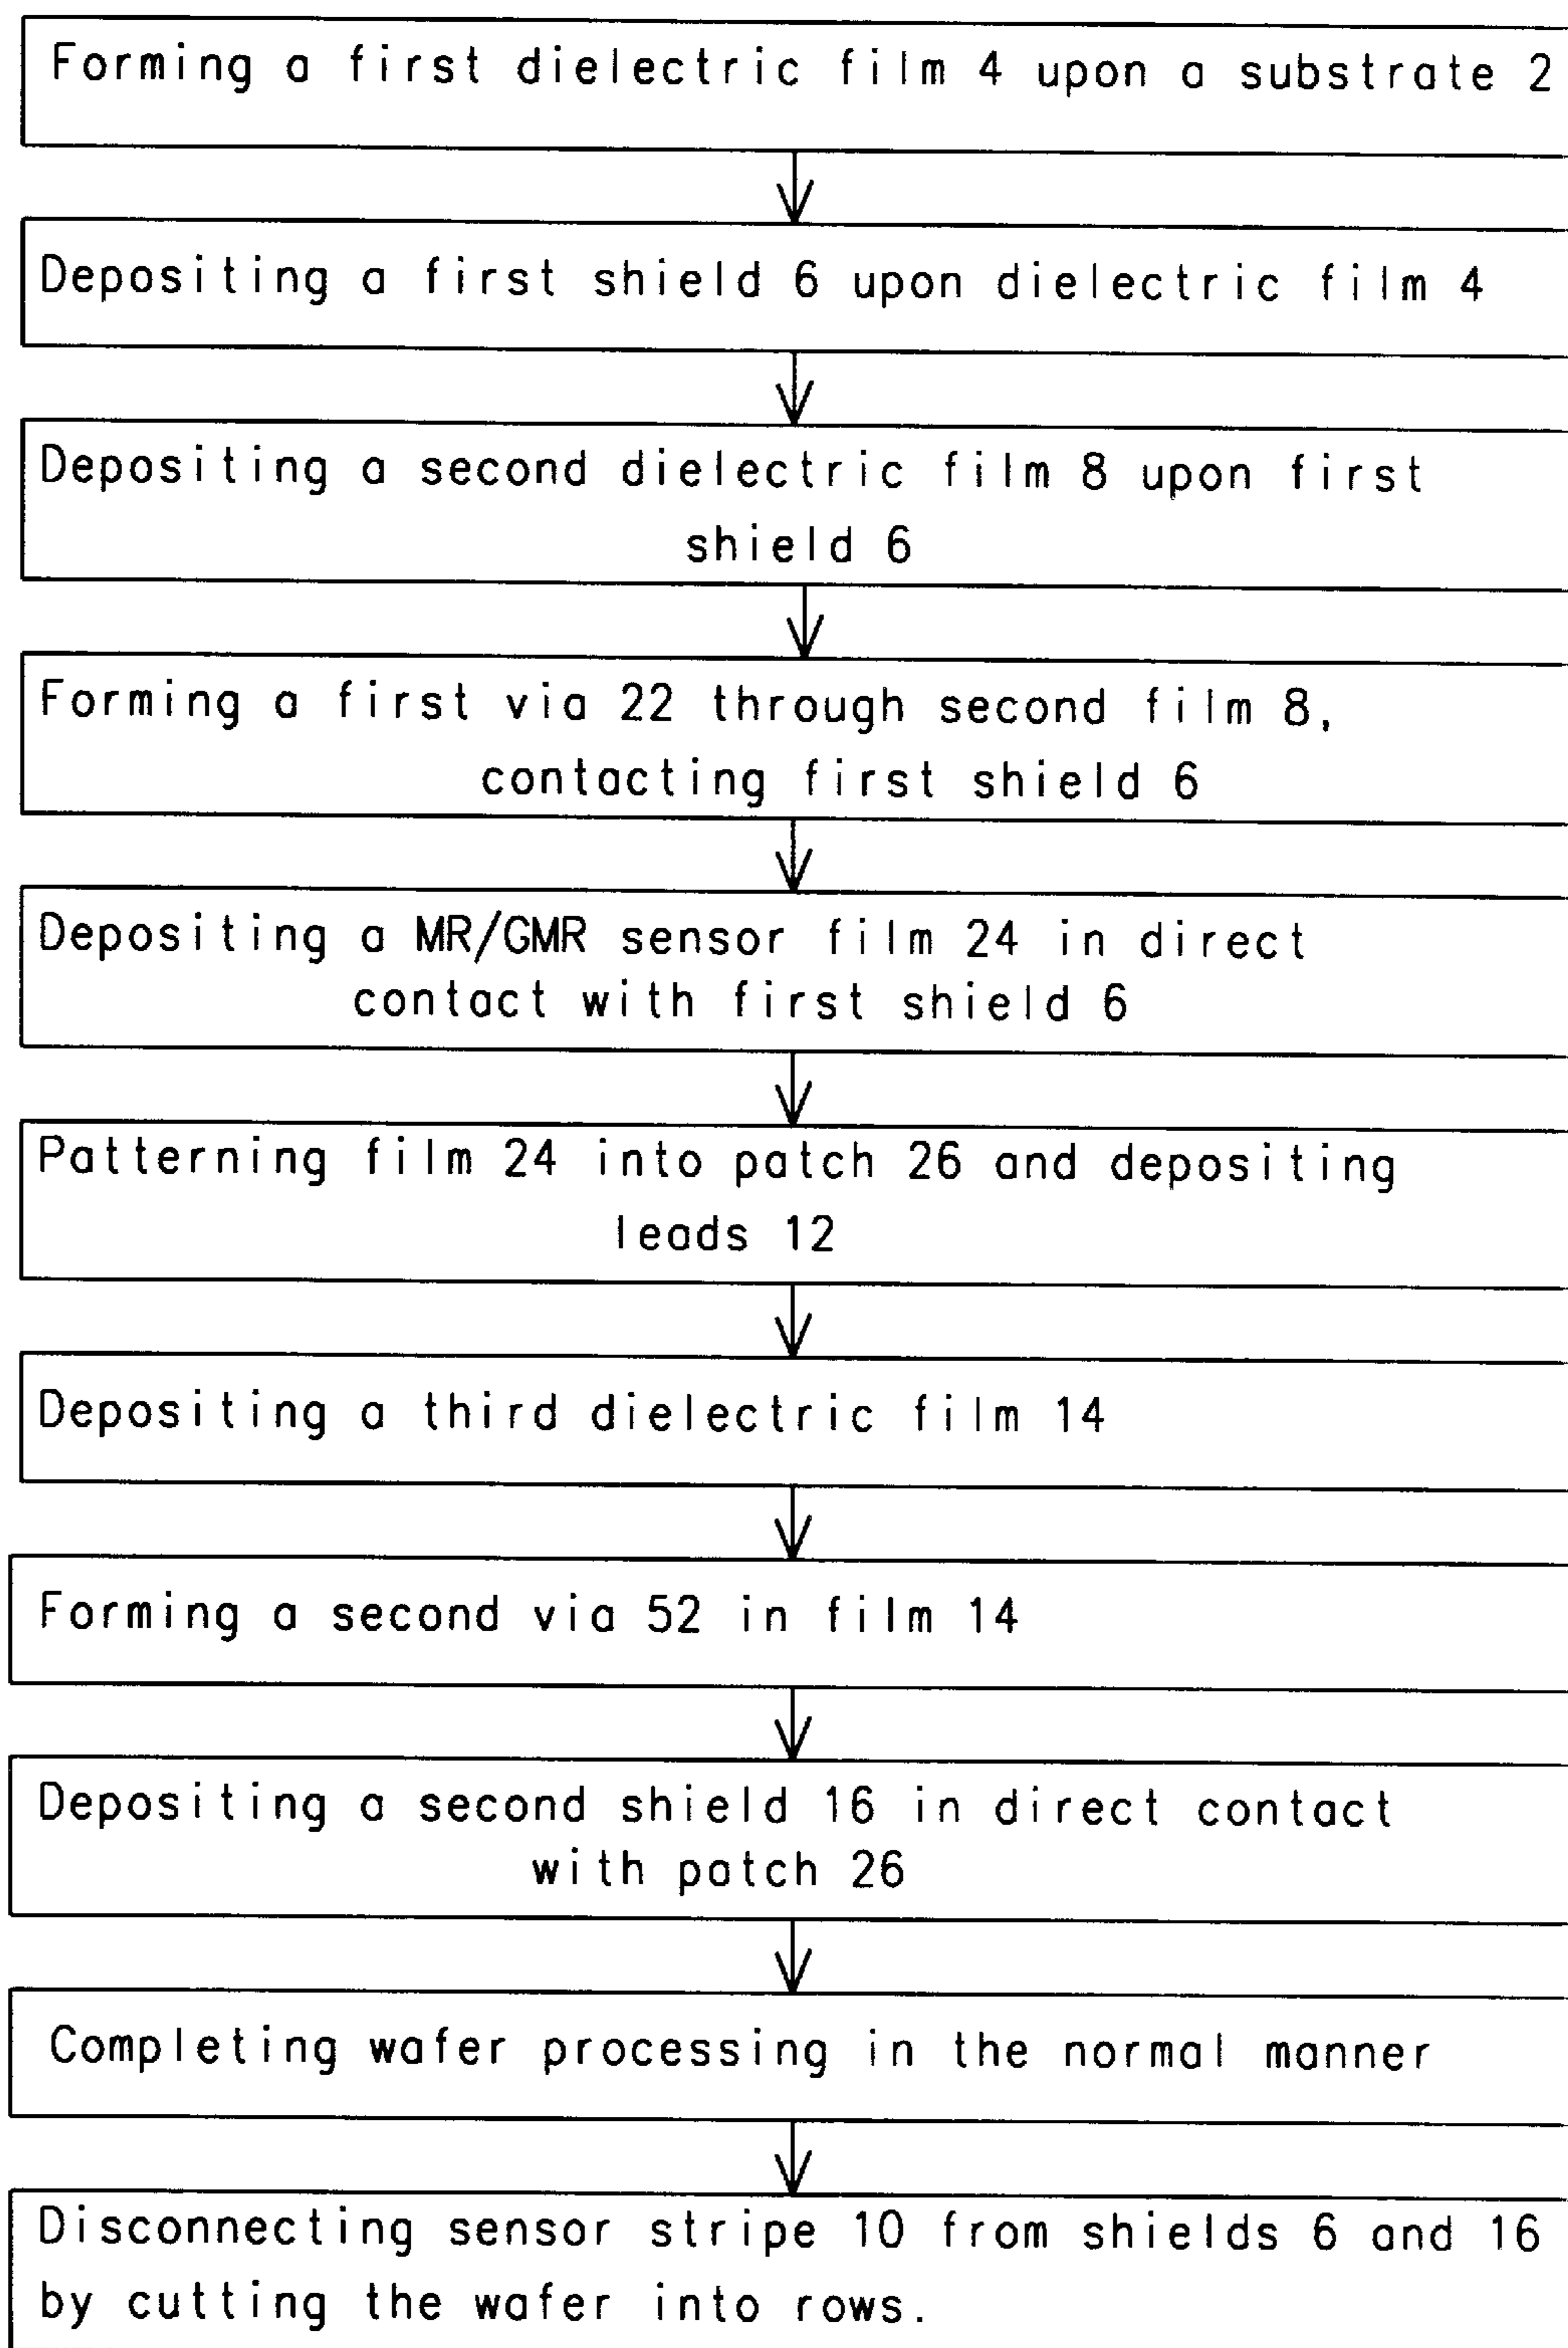 Forming a first dielectric film 4 upon a substrate 2
Depositing a first shield 6 upon dielectric film 4
Depositing a second dielectric film 8 upon first
shield 6
Forming a first via 22 through second film 8,
contacting first shield 6
Depositing a MR/GMR sensor film 24 in direct
contact with first shield 6
Patterning film 24 into patch 26 and depositing
leads 12
Depositing a third dielectric film 14
Forming a second via 52 in film 14
Depositing a second shield 16 in direct contact
with patch 26
Completing wafer processing in the normal manner
Disconnecting sensor stripe 10 from shields 6 and 16
by cutting the wafer into rows.